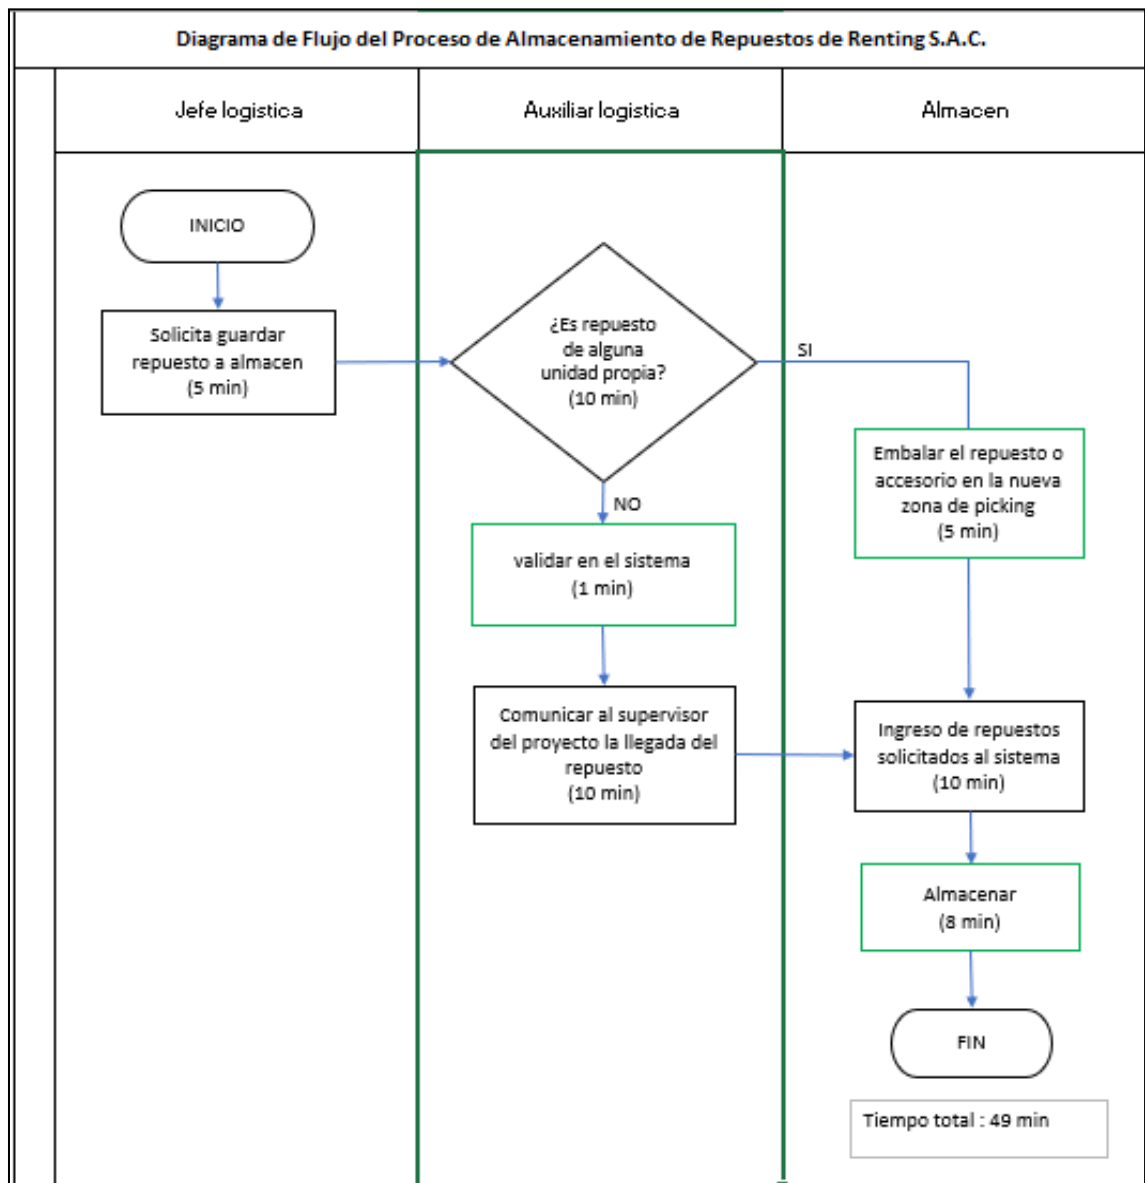 Diagrama de Flujo del Proceso de Almacenamiento de Repuestos de Renting S.A.C.
Jefe logistica
Auxiliar logistica
Almacen
INICIO
Solicita guardar
repuesto a almacen
(5 min)
¿Es repuesto
de alguna
unidad propia?
(10 min)
SI
NO
Embalar el repuesto o
accesorio en la nueva
zona de picking
(5 min)
validar en el sistema
(1 min)
Comunicar al supervisor
del proyecto la llegada del
repuesto
(10 min)
Ingreso de repuestos
solicitados al sistema
(10 min)
Almacenar
(8 min)
FIN
Tiempo total : 49 min